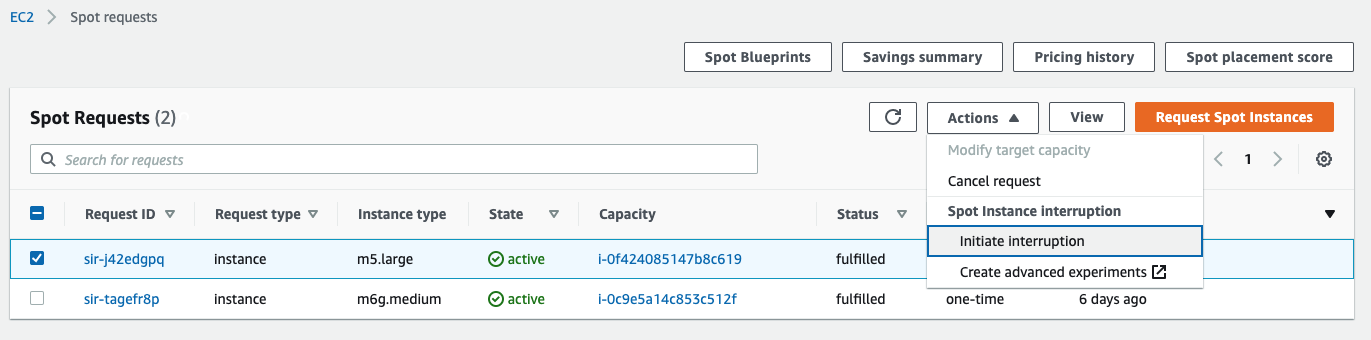 EC2 Spot requests
Spot Blueprints Savings summary Pricing history Spot placement score
Spot Requests (2) Actions View Request Spot Instances
Search for requests
1
Modify target capacity
Cancel request
Spot Instance interruption
Initiate interruption
Create advanced experiments
Request ID Request type Instance type State Capacity Status
sir-j42edgpq instance m5.large active i-0f424085147b8c619 fulfilled
sir-tagefr8p instance m6g.medium active i-0c9e5a14c853c512f fulfilled one-time 6 days ago